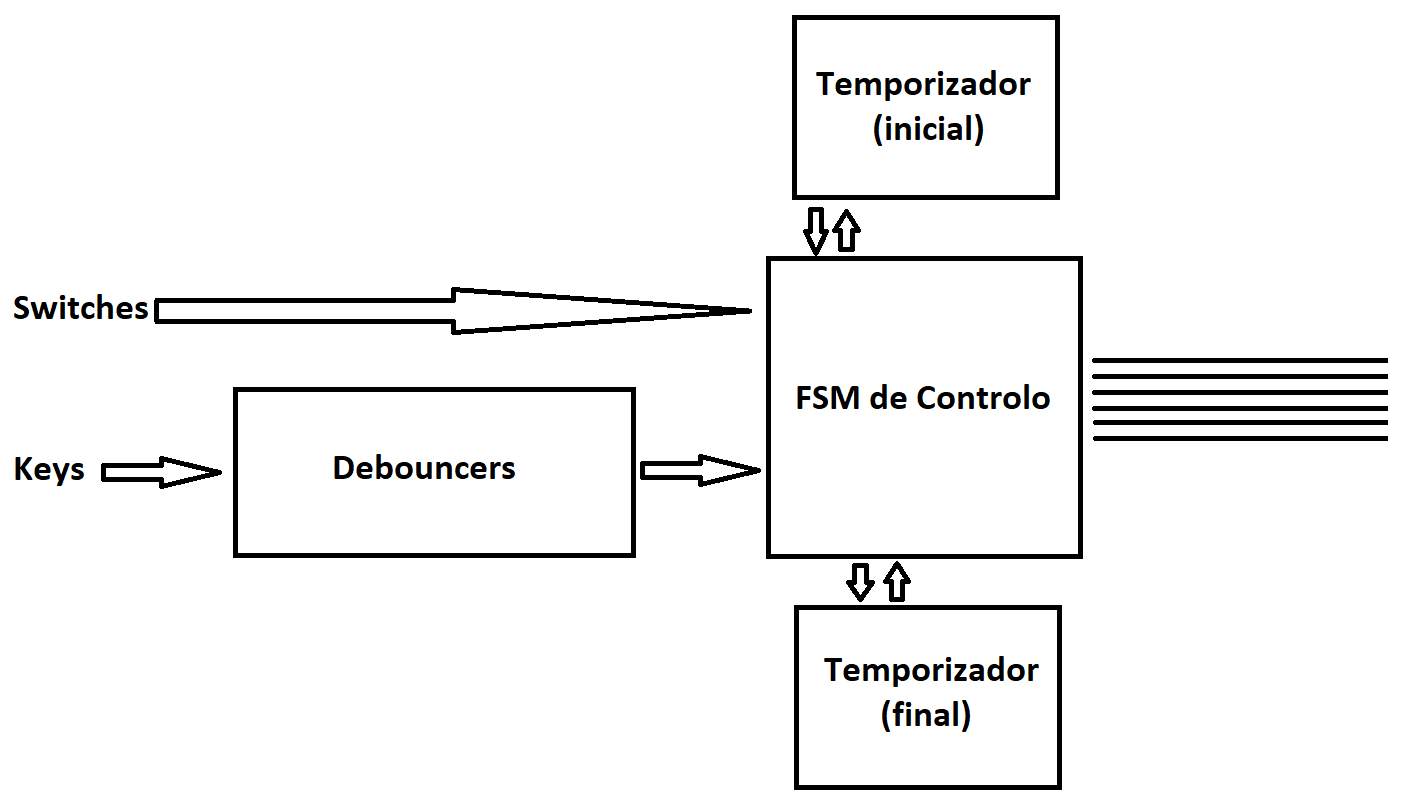 Temporizador
(inicial)
Switches
FSM de Controlo
Keys
Debouncers
Temporizador
(final)